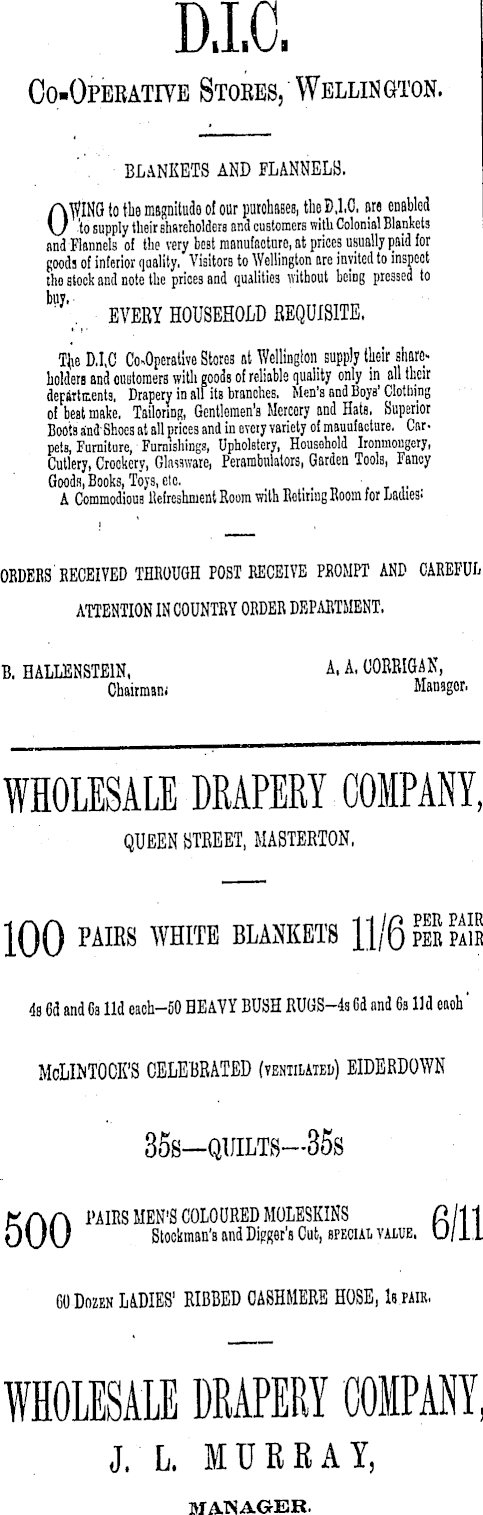 D.I.C.
CO-OPERATIVE STORES, WELLINGTON.
BLANKETS AND FLANNELS.
OWING to the magnitude of our purchases, the D.I.C. are enabled
to supply their shareholders and customers with Colonial Blankets
and Flannels of the very best manufacture, at prices usually paid for
goods of inferior quality. Visitors to Wellington are invited to inspect
the stock and note the prices and qualities without being pressed to
buy.
EVERY HOUSEHOLD REQUISITE.
The D.I.C Co-Operative Stores at Wellington supply their share-
holders and customers with goods of reliable quality only in all their
departments. Drapery in all its branches. Men's and Boys' Clothing
of best make. Tailoring, Gentlemen's Mercery and Hats. Superior
Boots and Shoes at all prices and in every variety of manufacture. Car-
pets, Furniture, Furnishings, Upholstery, Household Ironmongery,
Cutlery, Crockery, Glassware, Perambulators, Garden Tools, Fancy
Goods, Books, Toys, etc.
A Commodious Refreshment Room with Retiring Room for Ladies:
ORDERS RECEIVED THROUGH POST RECEIVE PROMPT AND CAREFUL
ATTENTION IN COUNTRY ORDER DEPARTMENT.
B. HALLENSTEIN, A. A. CORRIGAN,
Chairman. Manager.
WHOLESALE DRAPERY COMPANY,
QUEEN STREET, MASTERTON.
100 PAIRS WHITE BLANKETS 11/6 PER PAIR
PER PAIR
4s 6d and 6s 11d each—50 HEAVY BUSH RUGS—4s 6d and 6s 11d each
McLINTOCK'S CELEBRATED (VENTILATED) EIDERDOWN
35s—QUILTS—35s
500 PAIRS MEN'S COLOURED MOLESKINS 6/11
Stockman's and Digger's Cut, SPECIAL VALUE.
60 DOZEN LADIES' RIBBED CASHMERE HOSE, 1s PAIR.
WHOLESALE DRAPERY COMPANY,
J. L. MURRAY,
MANAGER.